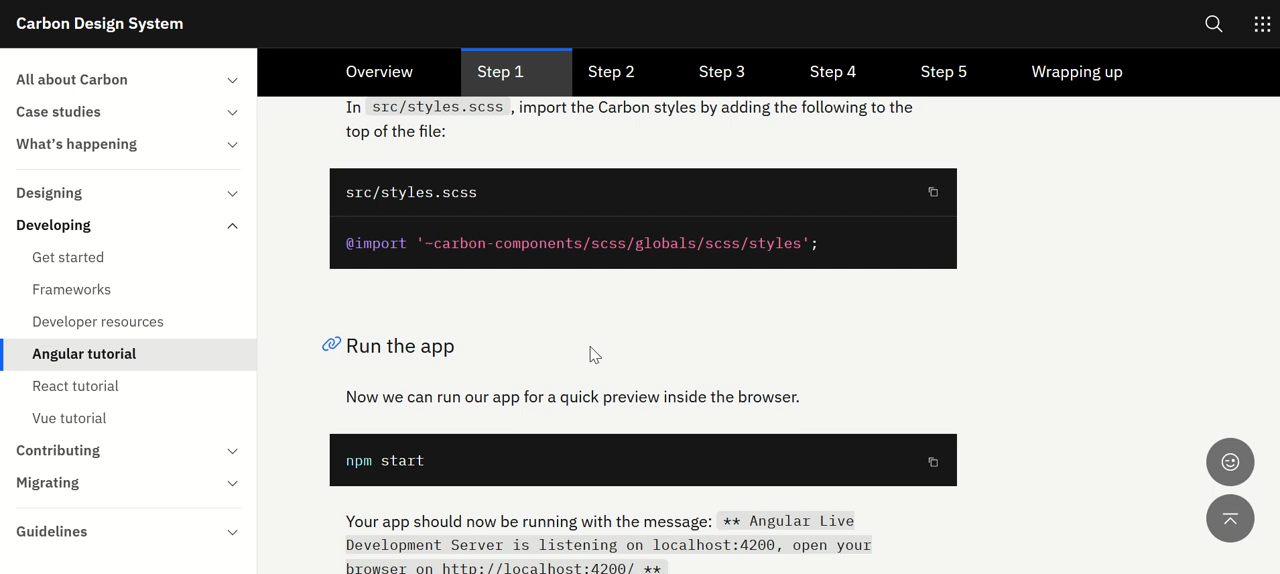 Carbon Design System
All about Carbon
Case studies
What's happening
Designing
Developing
Get started
Frameworks
Developer resources
Angular tutorial
React tutorial
Vue tutorial
Contributing
Migrating
Guidelines
Overview
Step 1
Step 2
Step 3
Step 4
Step 5
Wrapping up
In src/styles.scss, import the Carbon styles by adding the following to the
top of the file:
src/styles.scss
@import '~carbon-components/scss/globals/scss/styles';
Run the app
Now we can run our app for a quick preview inside the browser.
npm start
Your app should now be running with the message: ** Angular Live
Development Server is listening on localhost:4200, open your
browser on http://localhost:4200/ **